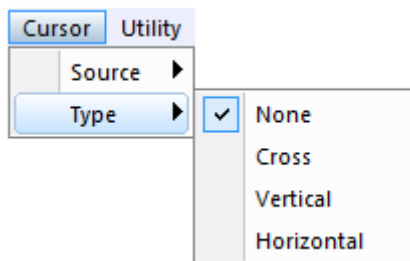 Cursor Utility
Source
Type
None
Cross
Vertical
Horizontal